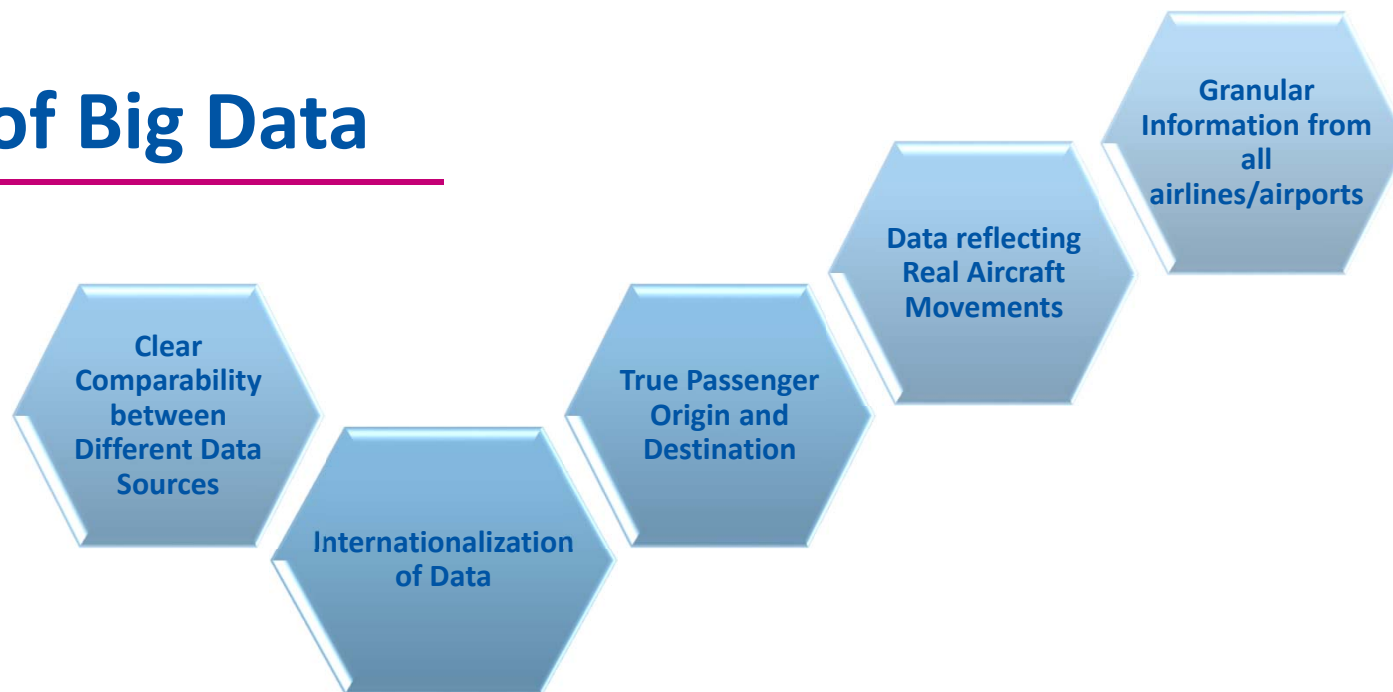 of Big Data
Clear
Comparability
between
Different Data
Sources
Internationalization
of Data
True Passenger
Origin and
Destination
Data reflecting
Real Aircraft
Movements
Granular
Information from
all
airlines/airports